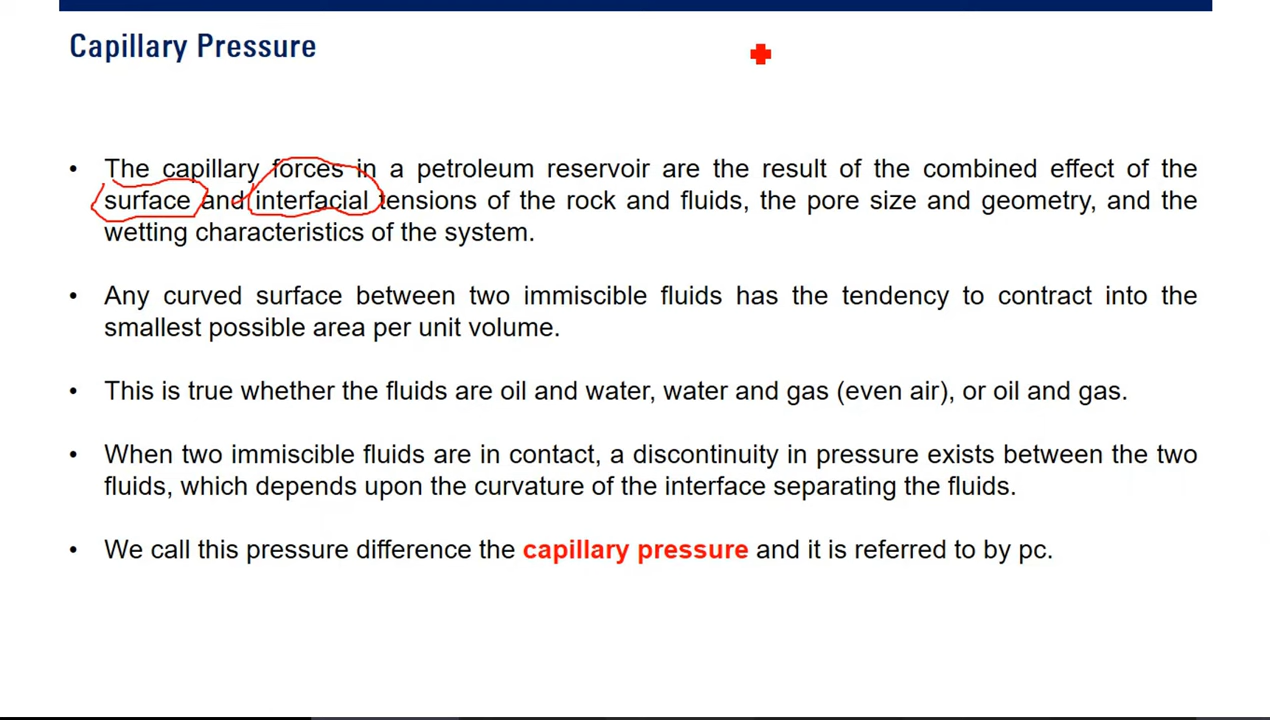 Capillary Pressure
• The capillary forces in a petroleum reservoir are the result of the combined effect of the
surface and interfacial tensions of the rock and fluids, the pore size and geometry, and the
wetting characteristics of the system.
• Any curved surface between two immiscible fluids has the tendency to contract into the
smallest possible area per unit volume.
• This is true whether the fluids are oil and water, water and gas (even air), or oil and gas.
• When two immiscible fluids are in contact, a discontinuity in pressure exists between the two
fluids, which depends upon the curvature of the interface separating the fluids.
• We call this pressure difference the capillary pressure and it is referred to by pc.